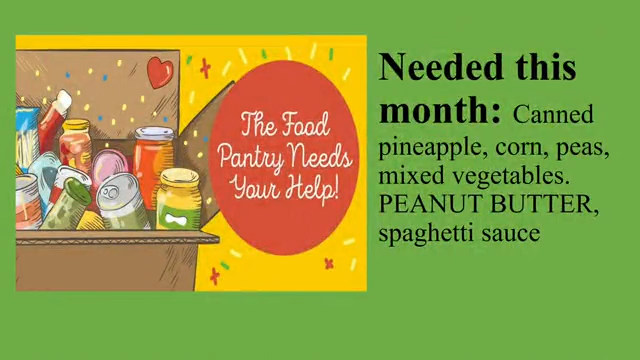 The Food
Pantry Needs
Your Help!
Needed this
month: Canned
pineapple, corn, peas,
mixed vegetables.
PEANUT BUTTER,
spaghetti sauce